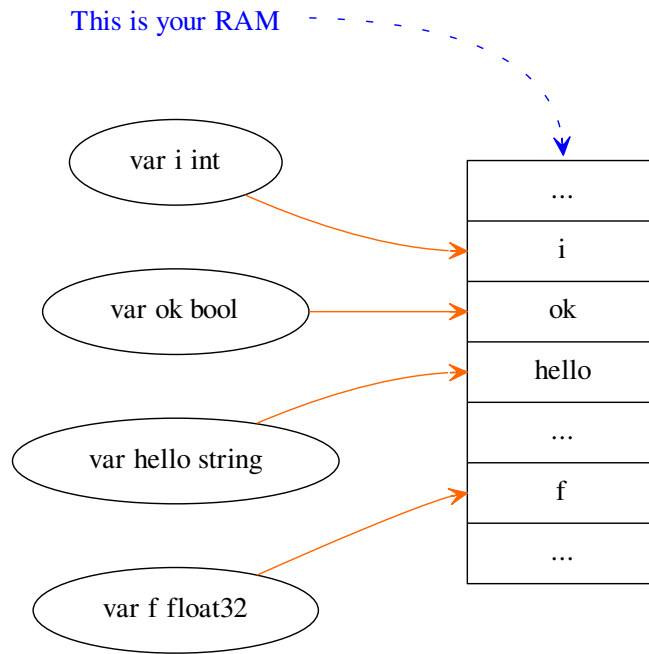 This is your RAM
var i int
var ok bool
var hello string
var f float32
...
i
ok
hello
...
f
...